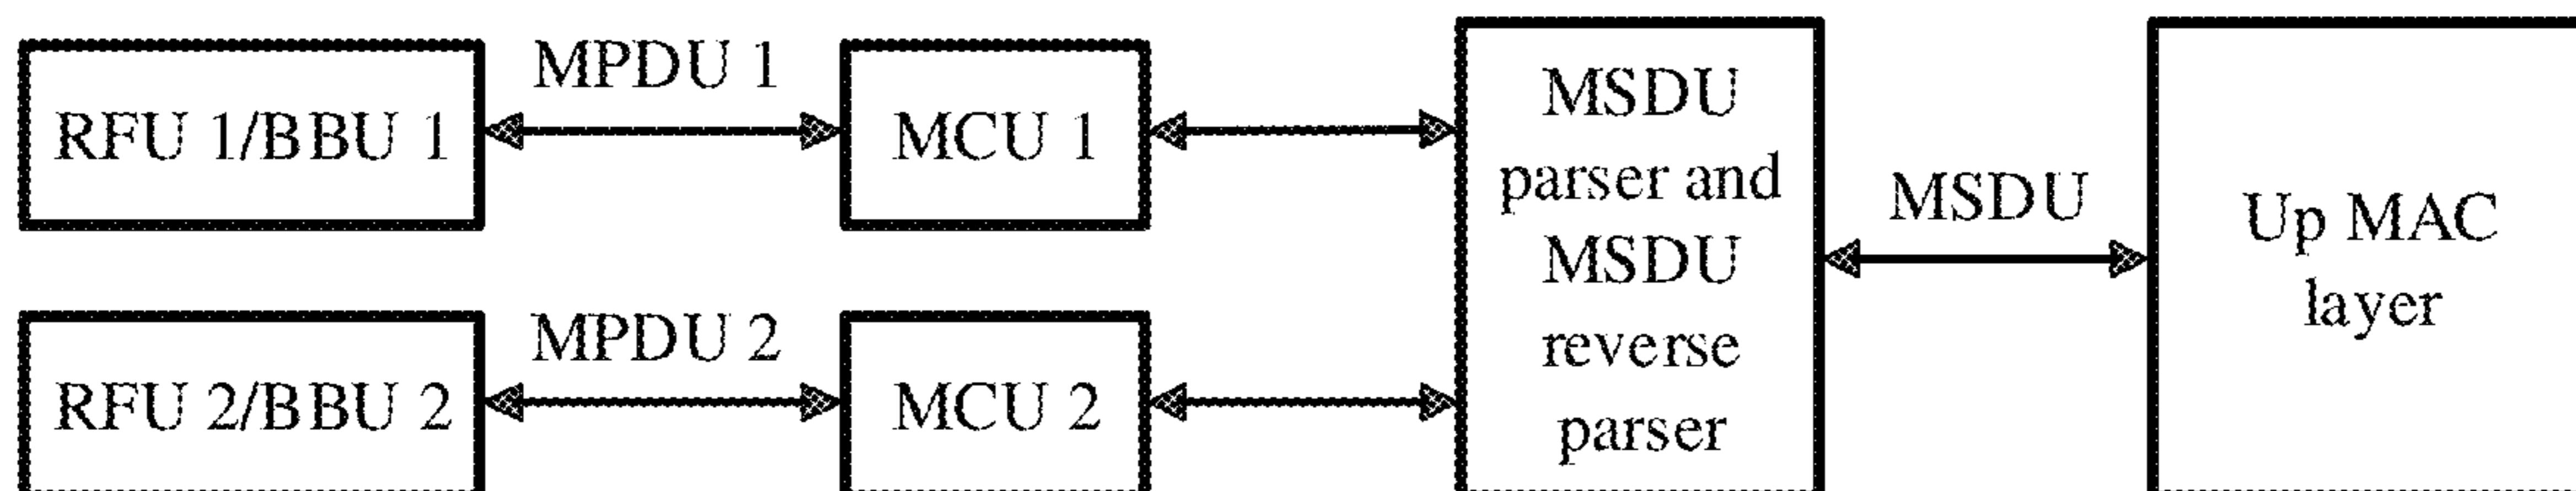 MPDU 1
RFU 1/BBU 1
MCU 1
MPDU 2
RFU 2/BBU 2
MCU 2
MSDU
parser and
MSDU
reverse
parser
MSDU
Up MAC
layer